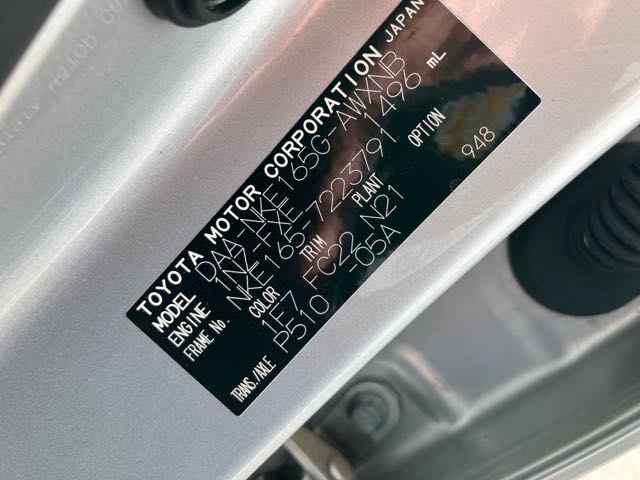 TOYOTA MOTOR CORPORATION JAPAN
MODEL DAA-NKE165G-AWXNB
ENGINE 1NZ-FXE 1496 mL
FRAME No. NKE165-7223791
COLOR TRIM PLANT OPTION
1F7 FC22 N21 948
TRANS./AXLE P510 -05A